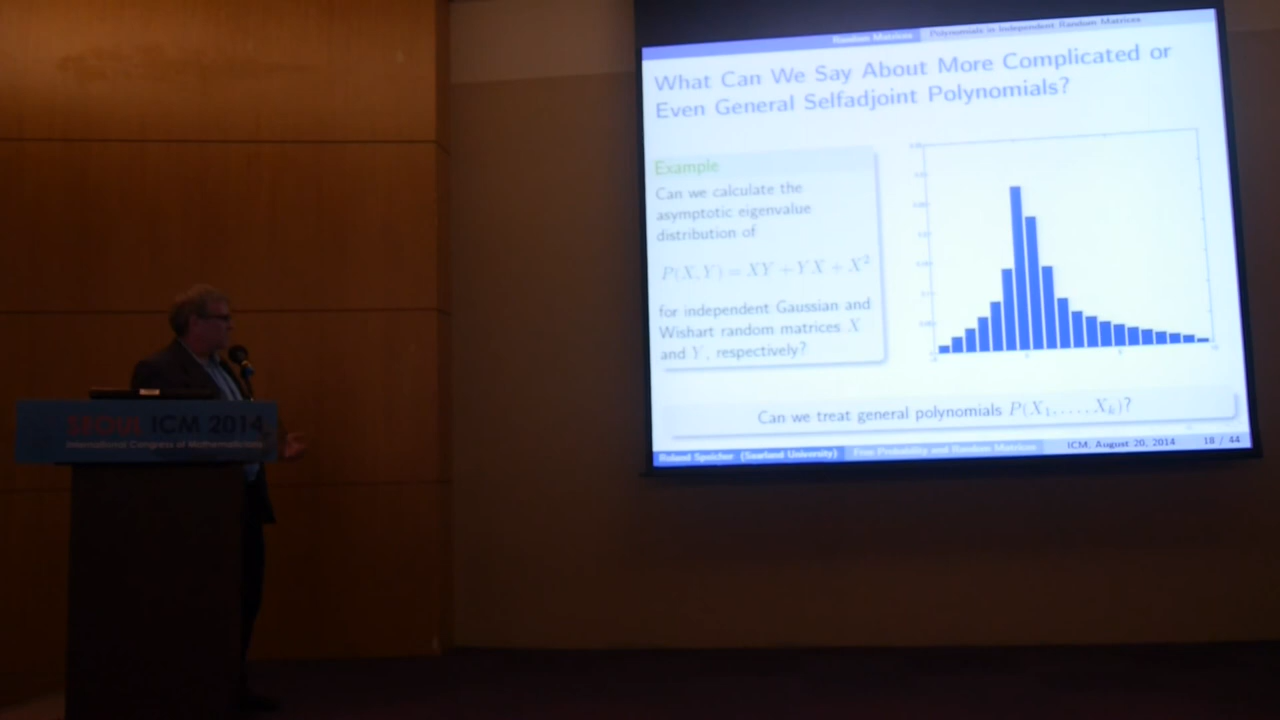 Random Matrices Polynomials in Independent Random Matrices
What Can We Say About More Complicated or
Even General Selfadjoint Polynomials?
Example
Can we calculate the
asymptotic eigenvalue
distribution of
P(X, Y) = XY + YX + X²
for independent Gaussian and
Wishart random matrices X
and Y, respectively?
Can we treat general polynomials P(X₁, . . . , Xₖ)?
Roland Speicher (Saarland University) Free Probability and Random Matrices ICM, August 20, 2014 18 / 44
SEOUL ICM 2014
International Congress of Mathematicians